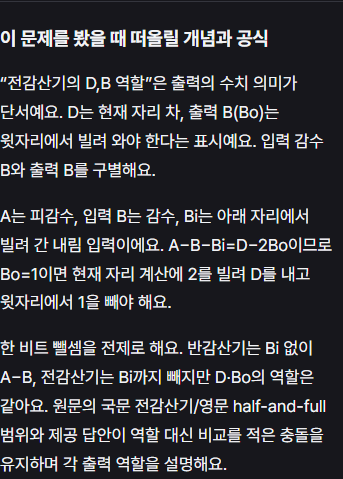 이 문제를 봤을 때 떠올릴 개념과 공식
“전감산기의 D,B 역할”은 출력의 수치 의미가
단서예요. D는 현재 자리 차, 출력 B(Bo)는
윗자리에서 빌려 와야 한다는 표시예요. 입력 감수
B와 출력 B를 구별해요.
A는 피감수, 입력 B는 감수, Bi는 아래 자리에서
빌려 간 내림 입력이에요. A−B−Bi=D−2Bo이므로
Bo=1이면 현재 자리 계산에 2를 빌려 D를 내고
윗자리에서 1을 빼야 해요.
한 비트 뺄셈을 전제로 해요. 반감산기는 Bi 없이
A−B, 전감산기는 Bi까지 빼지만 D·Bo의 역할은
같아요. 원문의 국문 전감산기/영문 half-and-full
범위와 제공 답안이 역할 대신 비교를 적은 충돌을
유지하며 각 출력 역할을 설명해요.